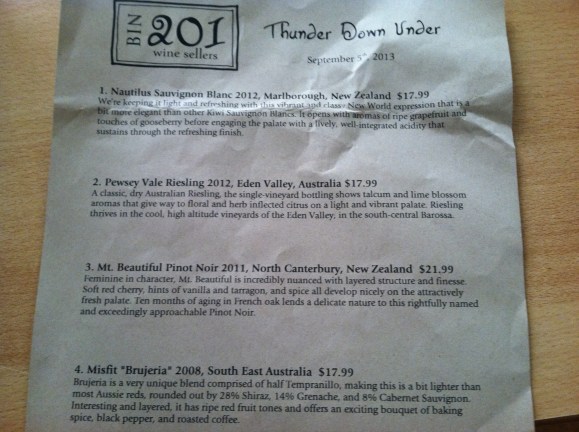 BIN 201
wine sellers
Thunder Down Under
September 5th, 2013
1. Nautilus Sauvignon Blanc 2012, Marlborough, New Zealand $17.99
We're keeping it light and refreshing with this vibrant and classy New World expression that is a
bit more elegant than other Kiwi Sauvignon Blancs. It opens with aromas of ripe grapefruit and
touches of gooseberry before engaging the palate with a lively, well-integrated acidity that
sustains through the refreshing finish.
2. Pewsey Vale Riesling 2012, Eden Valley, Australia $17.99
A classic, dry Australian Riesling, the single-vineyard bottling shows talcum and lime blossom
aromas that give way to floral and herb inflected citrus on a light and vibrant palate. Riesling
thrives in the cool, high altitude vineyards of the Eden Valley, in the south-central Barossa.
3. Mt. Beautiful Pinot Noir 2011, North Canterbury, New Zealand $21.99
Feminine in character, Mt. Beautiful is incredibly nuanced with layered structure and finesse.
Soft red cherry, hints of vanilla and tarragon, and spice all develop nicely on the attractively
fresh palate. Ten months of aging in French oak lends a delicate nature to this rightfully named
and exceedingly approachable Pinot Noir.
4. Misfit "Brujeria" 2008, South East Australia $17.99
Brujeria is a very unique blend comprised of half Tempranillo, making this is a bit lighter than
most Aussie reds, rounded out by 28% Shiraz, 14% Grenache, and 8% Cabernet Sauvignon.
Interesting and layered, it has ripe red fruit tones and offers an exciting bouquet of baking
spice, black pepper, and roasted coffee.